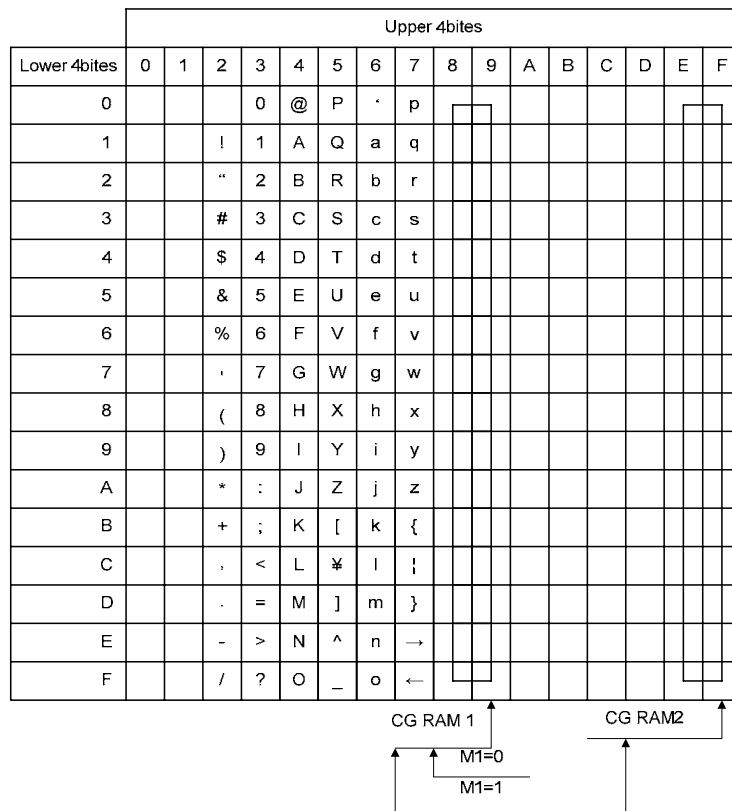 Upper 4bites
Lower 4bites 0 1 2 3 4 5 6 7 8 9 A B C D E F
0 0 @ P ‘ p
1 ! 1 A Q a q
2 “ 2 B R b r
3 # 3 C S c s
4 $ 4 D T d t
5 & 5 E U e u
6 % 6 F V f v
7 ' 7 G W g w
8 ( 8 H X h x
9 ) 9 I Y i y
A * : J Z j z
B + ; K [ k {
C , < L ¥ l ¦
D . = M ] m }
E - > N ^ n →
F / ? O _ o ←
CG RAM 1 CG RAM2
M1=0
M1=1